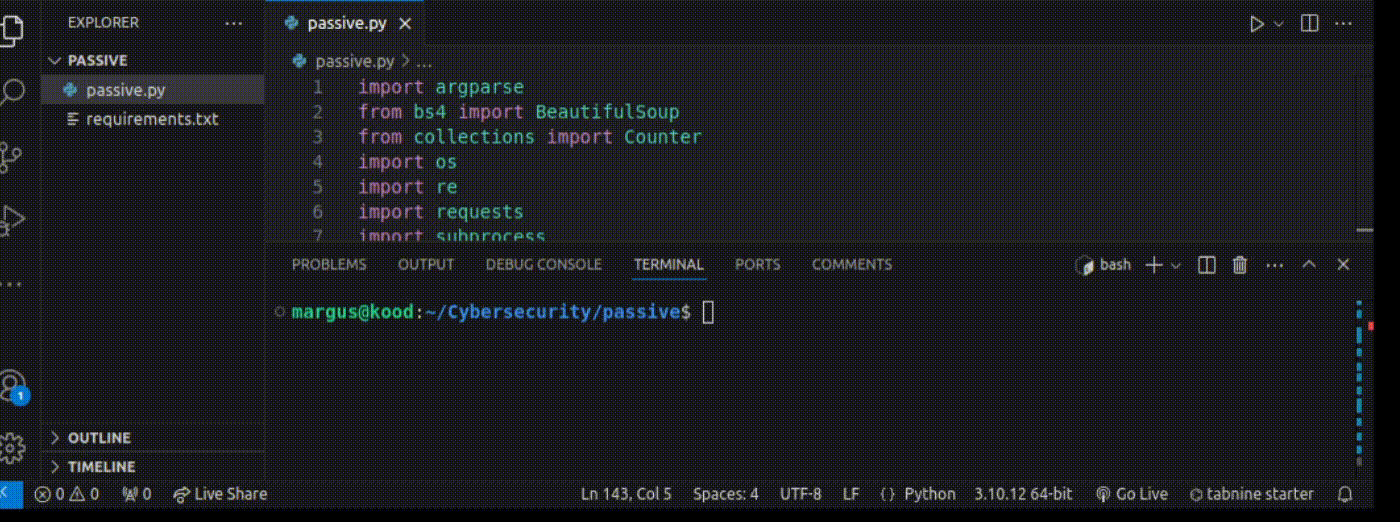 EXPLORER
PASSIVE
passive.py
requirements.txt
OUTLINE
TIMELINE
passive.py
passive.py > ...
1 import argparse
2 from bs4 import BeautifulSoup
3 from collections import Counter
4 import os
5 import re
6 import requests
7 import subprocess
PROBLEMS OUTPUT DEBUG CONSOLE TERMINAL PORTS COMMENTS bash
margus@kood:~/Cybersecurity/passive$
1
0 0 0 Live Share Ln 143, Col 5 Spaces: 4 UTF-8 LF {} Python 3.10.12 64-bit Go Live tabnine starter